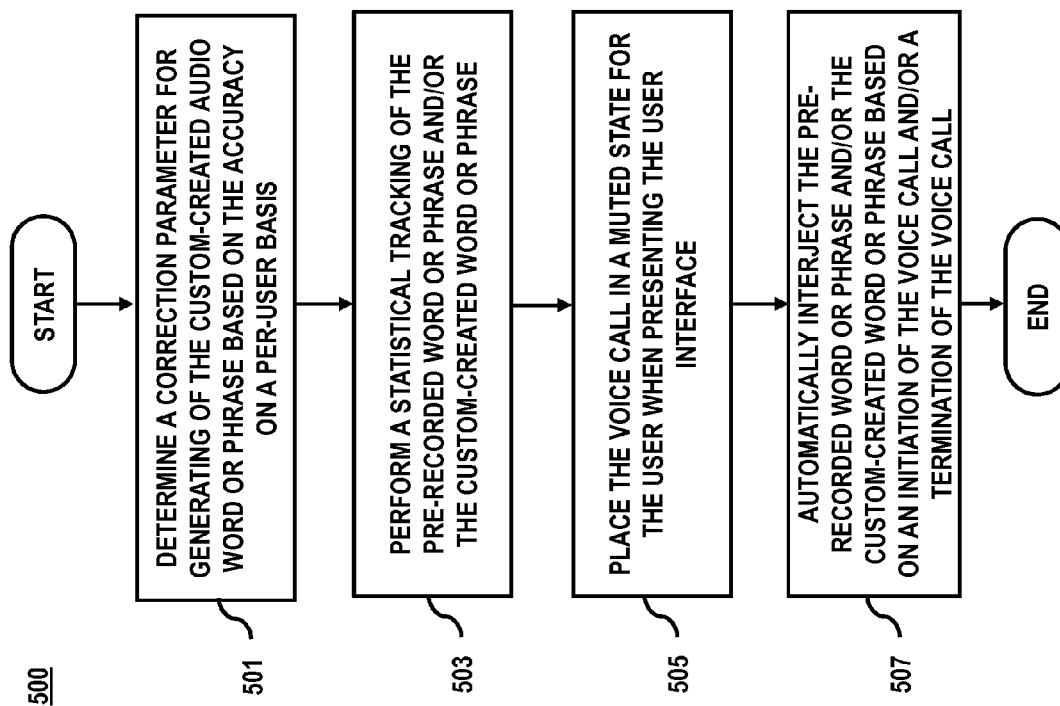 500
START
DETERMINE A CORRECTION PARAMETER FOR
GENERATING OF THE CUSTOM-CREATED AUDIO
WORD OR PHRASE BASED ON THE ACCURACY
ON A PER-USER BASIS
501
PERFORM A STATISTICAL TRACKING OF THE
PRE-RECORDED WORD OR PHRASE AND/OR
THE CUSTOM-CREATED WORD OR PHRASE
503
PLACE THE VOICE CALL IN A MUTED STATE FOR
THE USER WHEN PRESENTING THE USER
INTERFACE
505
AUTOMATICALLY INTERJECT THE PRE-
RECORDED WORD OR PHRASE AND/OR THE
CUSTOM-CREATED WORD OR PHRASE BASED
ON AN INITIATION OF THE VOICE CALL AND/OR A
TERMINATION OF THE VOICE CALL
507
END